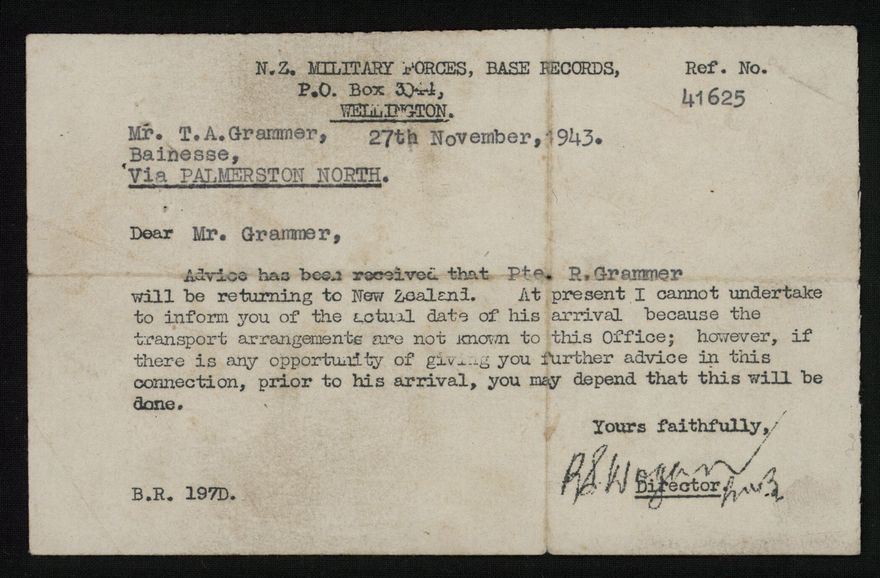 N.Z. MILITARY FORCES, BASE RECORDS, Ref. No.
P.O. Box 3044, 41625
WELLINGTON.
Mr. T.A.Grammer, 27th November, 1943.
Bainesse,
Via PALMERSTON NORTH.
Dear Mr. Grammer,
Advice has been received that Pte. R.Grammer
will be returning to New Zealand. At present I cannot undertake
to inform you of the actual date of his arrival because the
transport arrangements are not known to this Office; however, if
there is any opportunity of giving you further advice in this
connection, prior to his arrival, you may depend that this will be
done.
Yours faithfully,
Director.
B.R. 197D.